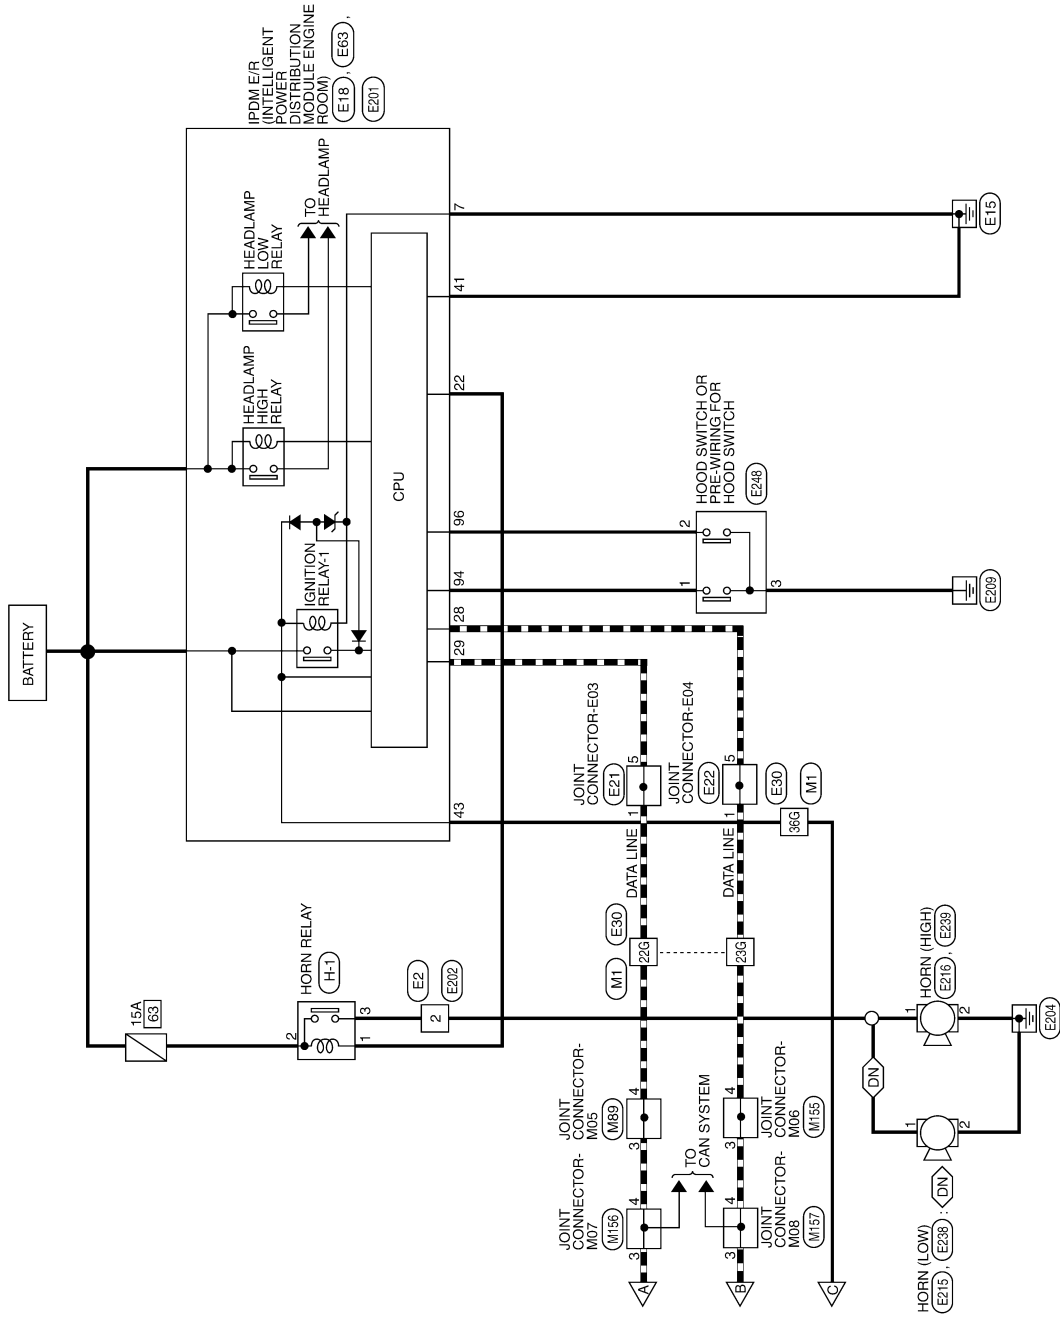 BATTERY
15A
63
HORN RELAY
H-1
2
3
1
E2
E202
2
IPDM E/R
(INTELLIGENT
POWER
DISTRIBUTION
MODULE ENGINE
ROOM)
E18 , E63 ,
E201
IGNITION
RELAY-1
HEADLAMP
HIGH
RELAY
HEADLAMP
LOW
RELAY
TO
HEADLAMP
CPU
43
29
28
94
96
22
41
7
JOINT
CONNECTOR-E03
E21
5
1
JOINT
CONNECTOR-E04
E22
5
1
DATA LINE
DATA LINE
E30
M1
36G
M1
E30
22G
23G
HOOD SWITCH OR
PRE-WIRING FOR
HOOD SWITCH
E248
1
2
3
E209
E15
JOINT
CONNECTOR-
M05
M89
4
3
JOINT
CONNECTOR-
M06
M155
4
3
JOINT
CONNECTOR-
M07
M156
4
3
JOINT
CONNECTOR-
M08
M157
4
3
TO
CAN SYSTEM
A
B
C
DN
HORN (HIGH)
E216 , E239
1
2
E204
HORN (LOW)
E215 , E238 : DN
1
2